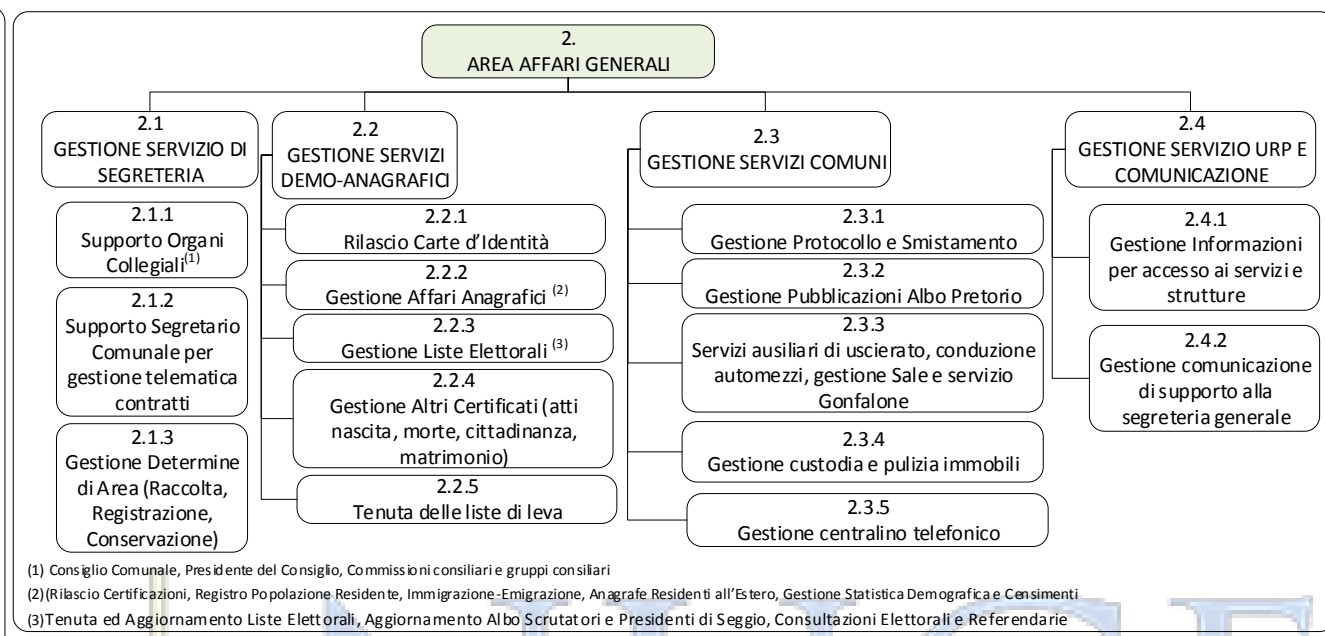 2.
AREA AFFARI GENERALI
2.1
GESTIONE SERVIZIO DI
SEGRETERIA
2.1.1
Supporto Organi
Collegiali(1)
2.1.2
Supporto Segretario
Comunale per
gestione telematica
contratti
2.1.3
Gestione Determine
di Area (Raccolta,
Registrazione,
Conservazione)
2.2
GESTIONE SERVIZI
DEMO-ANAGRAFICI
2.2.1
Rilascio Carte d'Identità
2.2.2
Gestione Affari Anagrafici (2)
2.2.3
Gestione Liste Elettorali (3)
2.2.4
Gestione Altri Certificati (atti
nascita, morte, cittadinanza,
matrimonio)
2.2.5
Tenuta delle liste di leva
2.3
GESTIONE SERVIZI COMUNI
2.3.1
Gestione Protocollo e Smistamento
2.3.2
Gestione Pubblicazioni Albo Pretorio
2.3.3
Servizi ausiliari di uscierato, conduzione
automezzi, gestione Sale e servizio
Gonfalone
2.3.4
Gestione custodia e pulizia immobili
2.3.5
Gestione centralino telefonico
2.4
GESTIONE SERVIZIO URP E
COMUNICAZIONE
2.4.1
Gestione Informazioni
per accesso ai servizi e
strutture
2.4.2
Gestione comunicazione
di supporto alla
segreteria generale
(1) Consiglio Comunale, Presidente del Consiglio, Commissioni consiliari e gruppi consiliari
(2)(Rilascio Certificazioni, Registro Popolazione Residente, Immigrazione-Emigrazione, Anagrafe Residenti all'Estero, Gestione Statistica Demografica e Censimenti
(3)Tenuta ed Aggiornamento Liste Elettorali, Aggiornamento Albo Scrutatori e Presidenti di Seggio, Consultazioni Elettorali e Referendarie